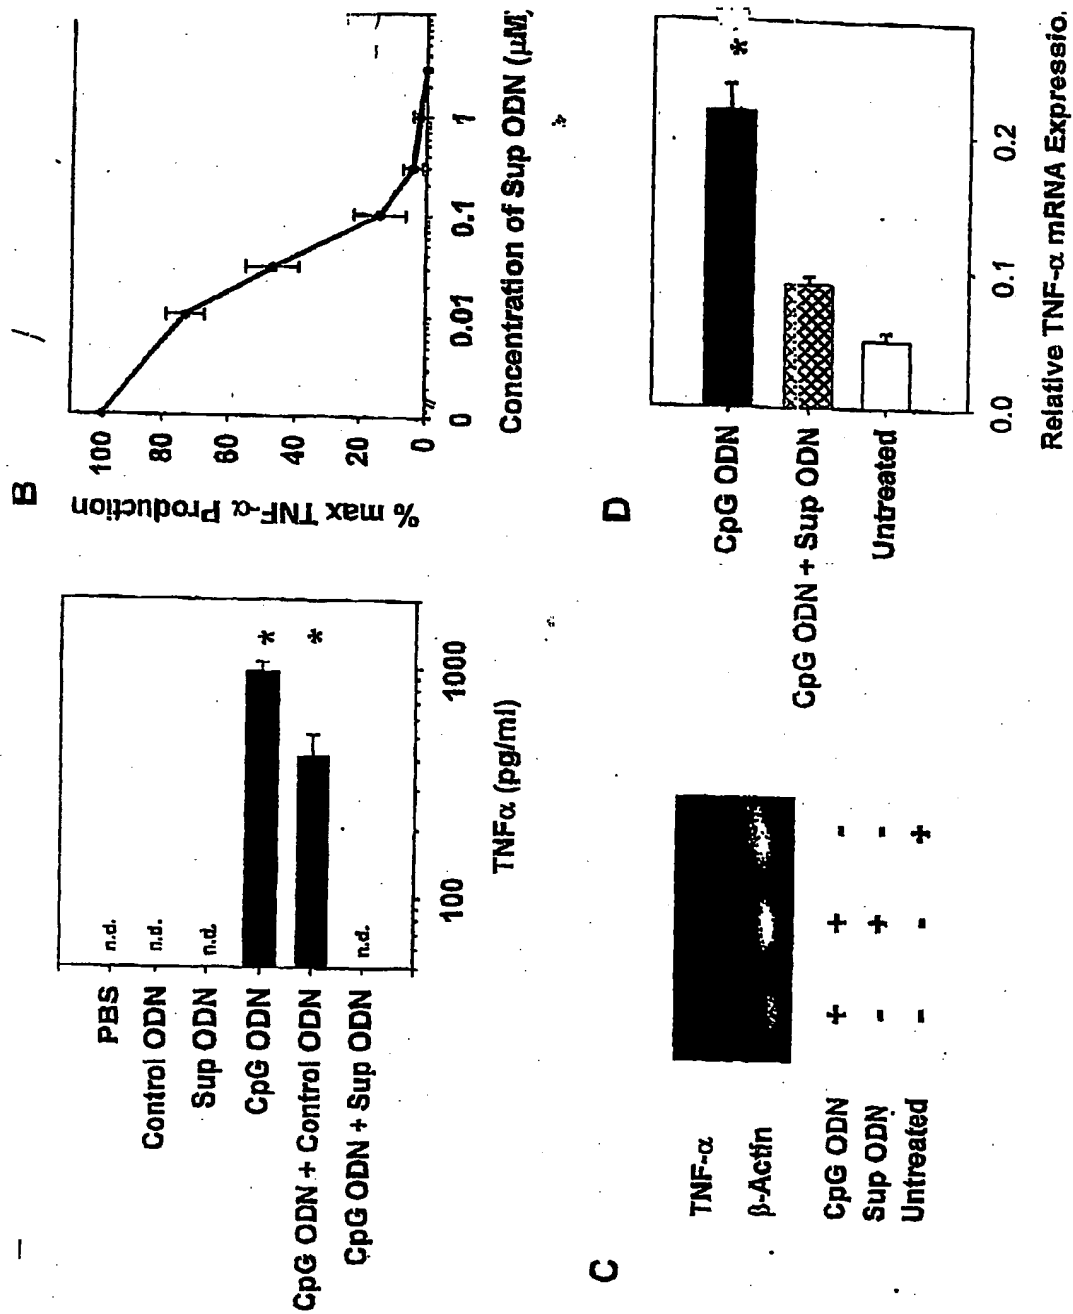 PBS
Control ODN
Sup ODN
CpG ODN
CpG ODN + Control ODN
CpG ODN + Sup ODN
n.d.
n.d.
n.d.
*
*
n.d.
100 1000
TNFα (pg/ml)
B
% max TNF-α Production
100
80
60
40
20
0
0 0.01 0.1 1
Concentration of Sup ODN (μM)
C
TNF-α
β-Actin
CpG ODN + + -
Sup ODN - + -
Untreated - - +
D
CpG ODN
CpG ODN + Sup ODN
Untreated
*
0.0 0.1 0.2
Relative TNF-α mRNA Expressio